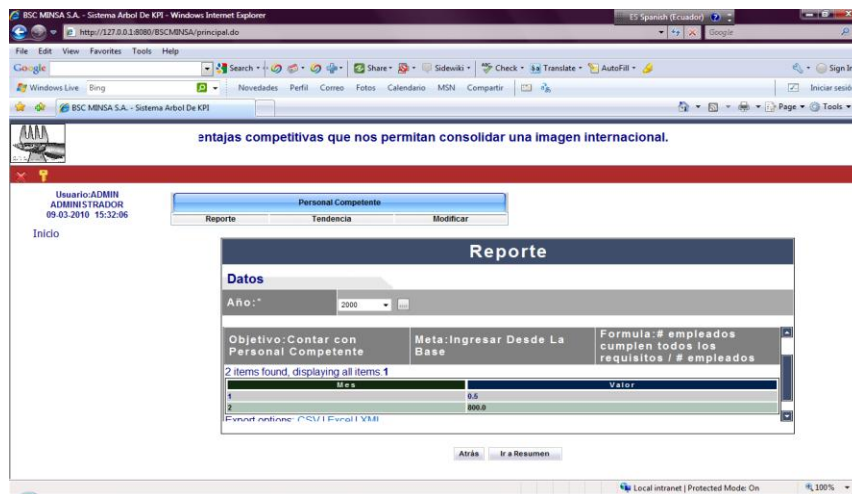 BSC MINSA S.A. - Sistema Arbol De KPI - Windows Internet Explorer
ES Spanish (Ecuador)
http://127.0.0.1:8080/BSCMINSA/principal.do
Google
File Edit View Favorites Tools Help
Google Search Share Sidewiki Check Translate AutoFill Sign In
Windows Live Bing Novedades Perfil Correo Fotos Calendario MSN Compartir Iniciar sesió
BSC MINSA S.A. - Sistema Arbol De KPI Page Tools
entajas competitivas que nos permitan consolidar una imagen internacional.
Usuario:ADMIN
ADMINISTRADOR
09-03-2010 15:32:06
Inicio
Personal Competente
Reporte Tendencia Modificar
Reporte
Datos
Año:* 2000 ...
Objetivo:Contar con Personal Competente
Meta:Ingresar Desde La Base
Formula:# empleados cumplen todos los requisitos / # empleados
2 items found, displaying all items.1
Mes Valor
1 0.5
2 800.0
Export options: CSV | Excel | XML
Atrás Ir a Resumen
Local intranet | Protected Mode: On 100%